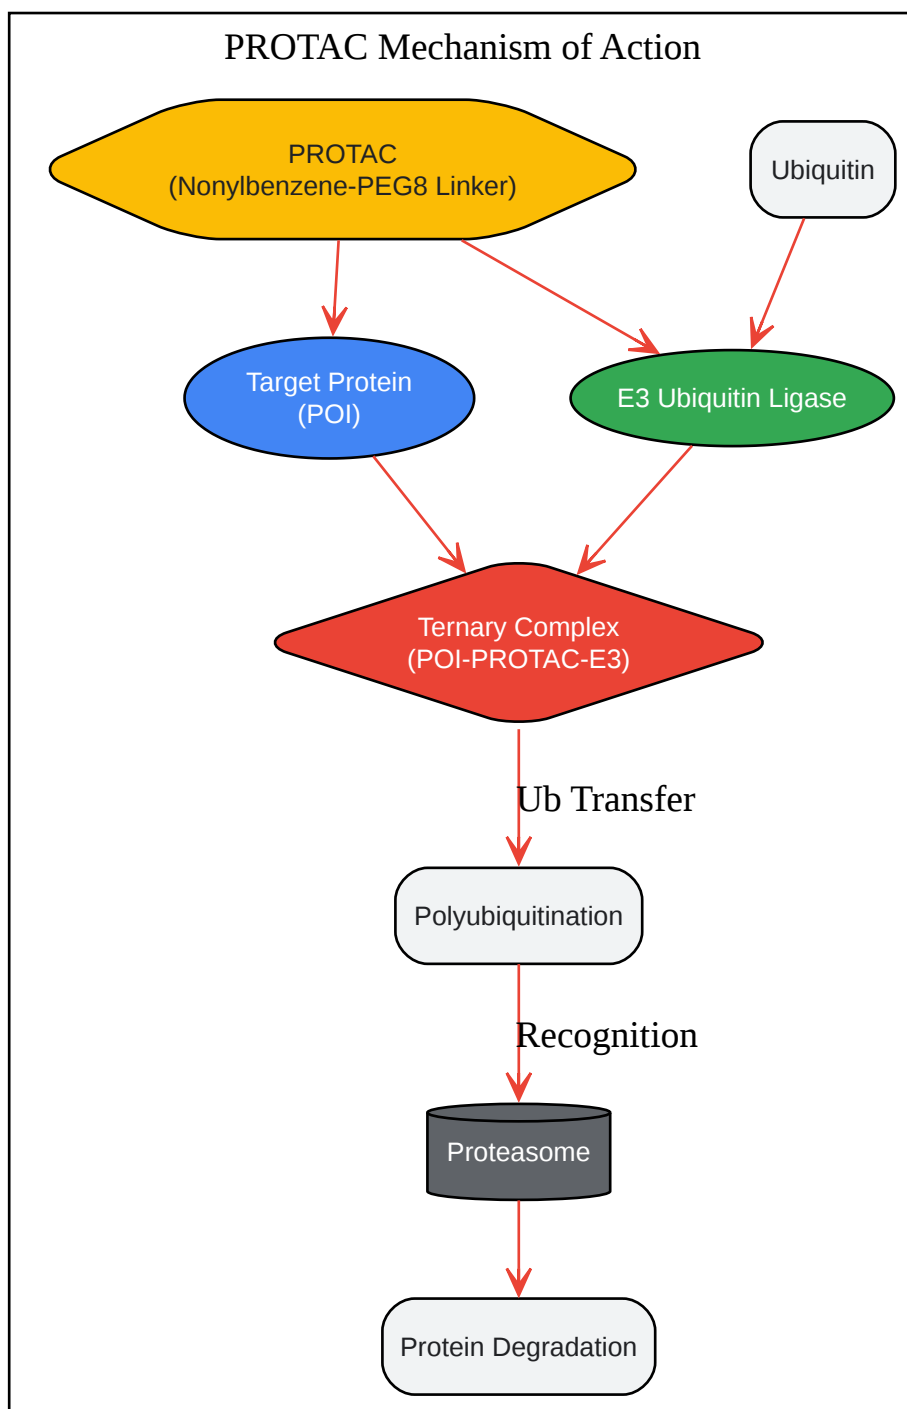 PROTAC Mechanism of Action
PROTAC
(Nonylbenzene-PEG8 Linker)
Ubiquitin
Target Protein
(POI)
E3 Ubiquitin Ligase
Ternary Complex
(POI-PROTAC-E3)
Ub Transfer
Polyubiquitination
Recognition
Proteasome
Protein Degradation